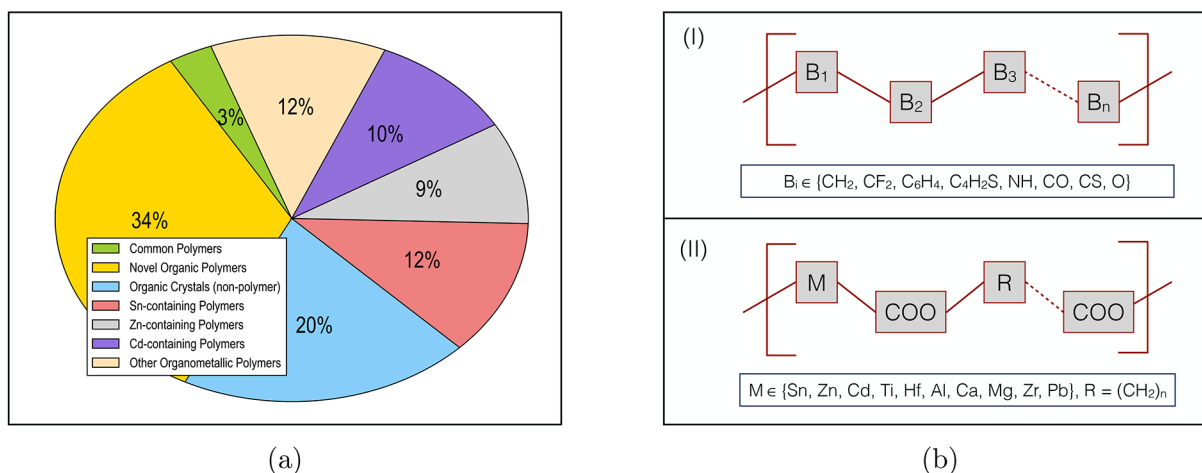 3%
12%
10%
9%
12%
20%
34%
Common Polymers
Novel Organic Polymers
Organic Crystals (non-polymer)
Sn-containing Polymers
Zn-containing Polymers
Cd-containing Polymers
Other Organometallic Polymers
(a)
(I)
B₁
B₂
B₃
Bₙ
Bᵢ ∈ {CH₂, CF₂, C₆H₄, C₄H₂S, NH, CO, CS, O}
(II)
M
COO
R
COO
M ∈ {Sn, Zn, Cd, Ti, Hf, Al, Ca, Mg, Zr, Pb}, R = (CH₂)ₙ
(b)